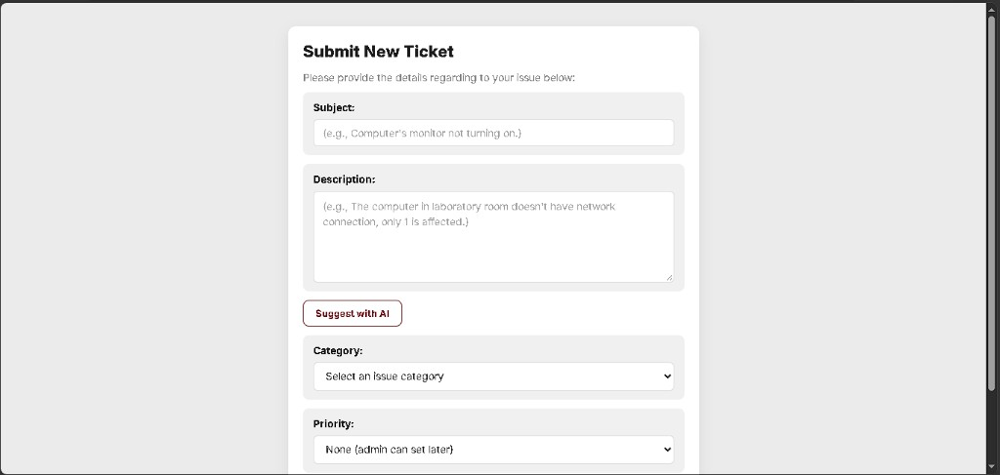 Submit New Ticket
Please provide the details regarding to your issue below:
Subject:
(e.g., Computer's monitor not turning on.)
Description:
(e.g., The computer in laboratory room doesn't have network
connection, only 1 is affected.)
Suggest with AI
Category:
Select an issue category
Priority:
None (admin can set later)